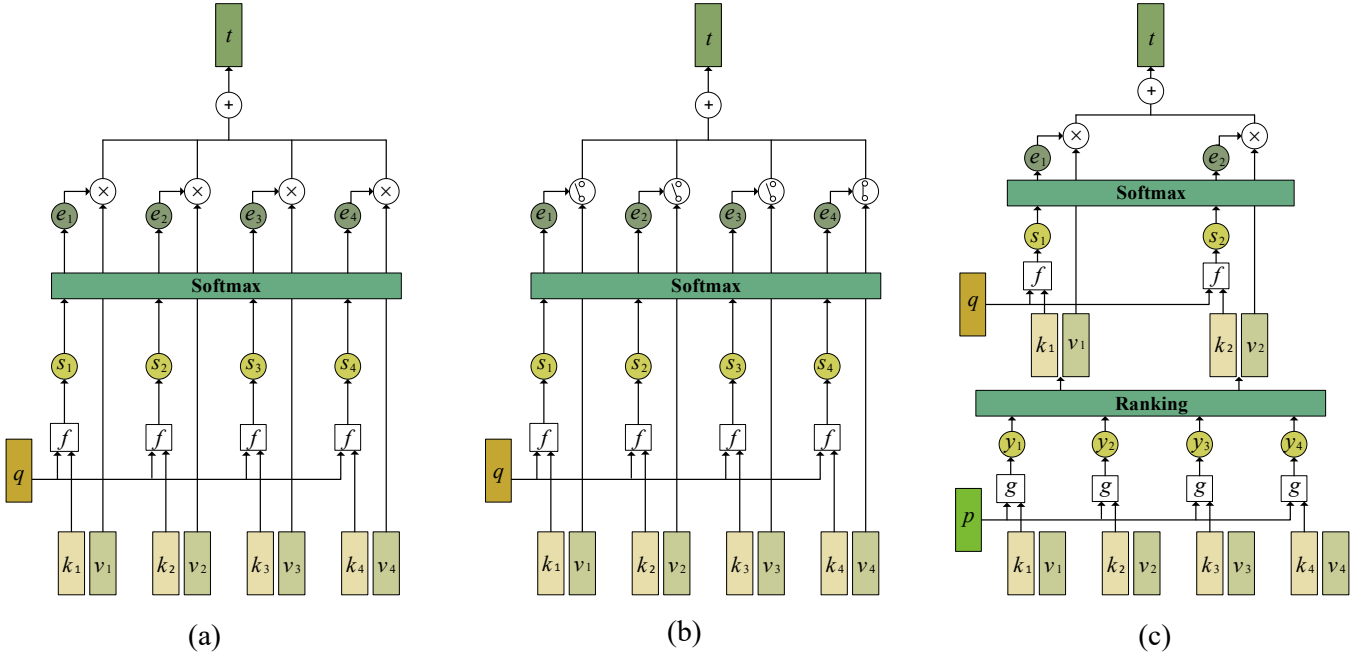 t
+
× × × ×
e₁ e₂ e₃ e₄
Softmax
s₁ s₂ s₃ s₄
f f f f
q
k₁ v₁ k₂ v₂ k₃ v₃ k₄ v₄
(a)
t
+
e₁ e₂ e₃ e₄
Softmax
s₁ s₂ s₃ s₄
f f f f
q
k₁ v₁ k₂ v₂ k₃ v₃ k₄ v₄
(b)
t
+
× ×
e₁ e₂
Softmax
s₁ s₂
f f
q
k₁ v₁ k₂ v₂
Ranking
y₁ y₂ y₃ y₄
g g g g
p
k₁ v₁ k₂ v₂ k₃ v₃ k₄ v₄
(c)